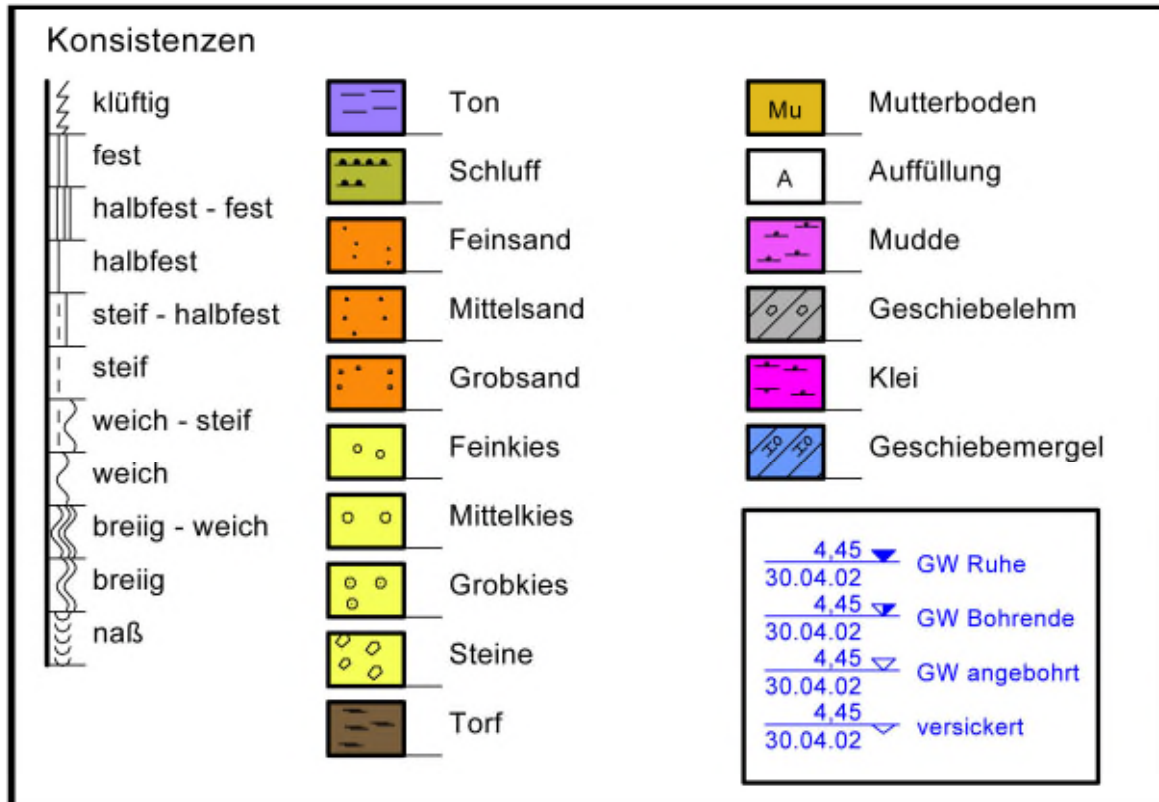 Konsistenzen
klüftig
fest
halbfest - fest
halbfest
steif - halbfest
steif
weich - steif
weich
breiig - weich
breiig
naß
Ton
Schluff
Feinsand
Mittelsand
Grobsand
Feinkies
Mittelkies
Grobkies
Steine
Torf
Mu Mutterboden
A Auffüllung
Mudde
Geschiebelehm
Klei
Geschiebemergel
4,45
30.04.02 GW Ruhe
4,45
30.04.02 GW Bohrende
4,45
30.04.02 GW angebohrt
4,45
30.04.02 versickert